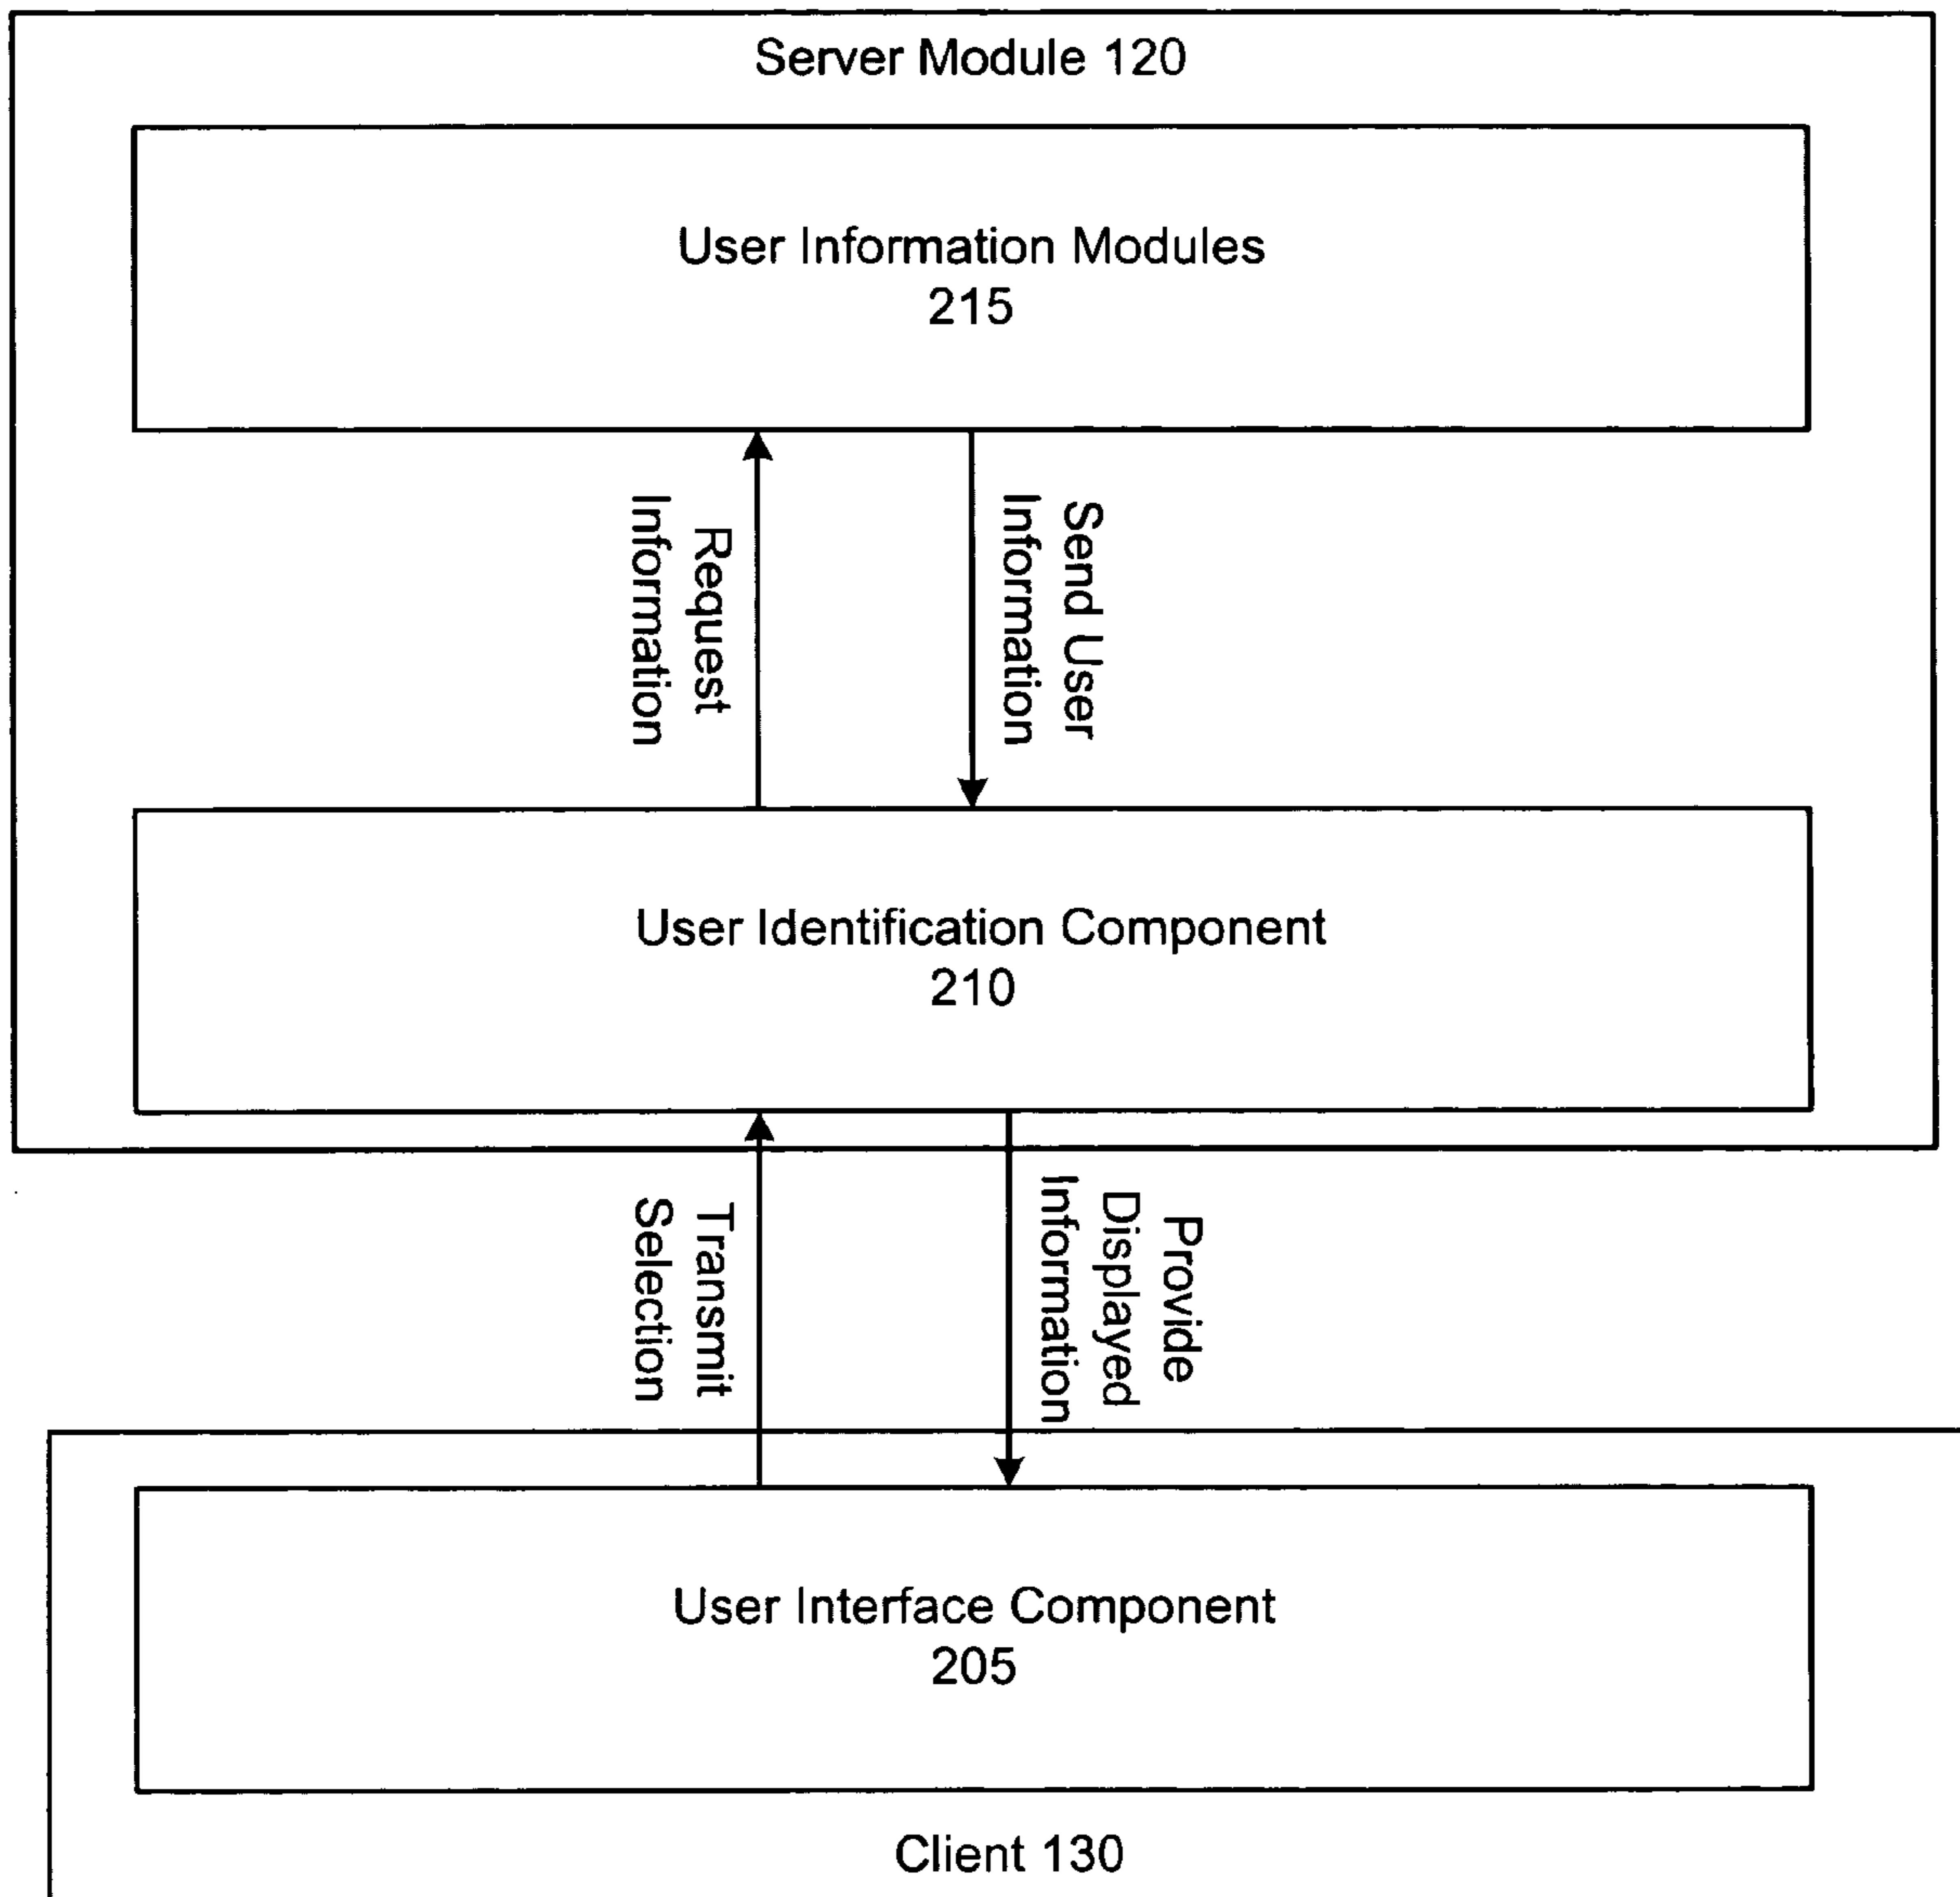 Server Module 120
User Information Modules
215
Request
Information
Send User
Information
User Identification Component
210
Transmit
Selection
Provide
Displayed
Information
User Interface Component
205
Client 130